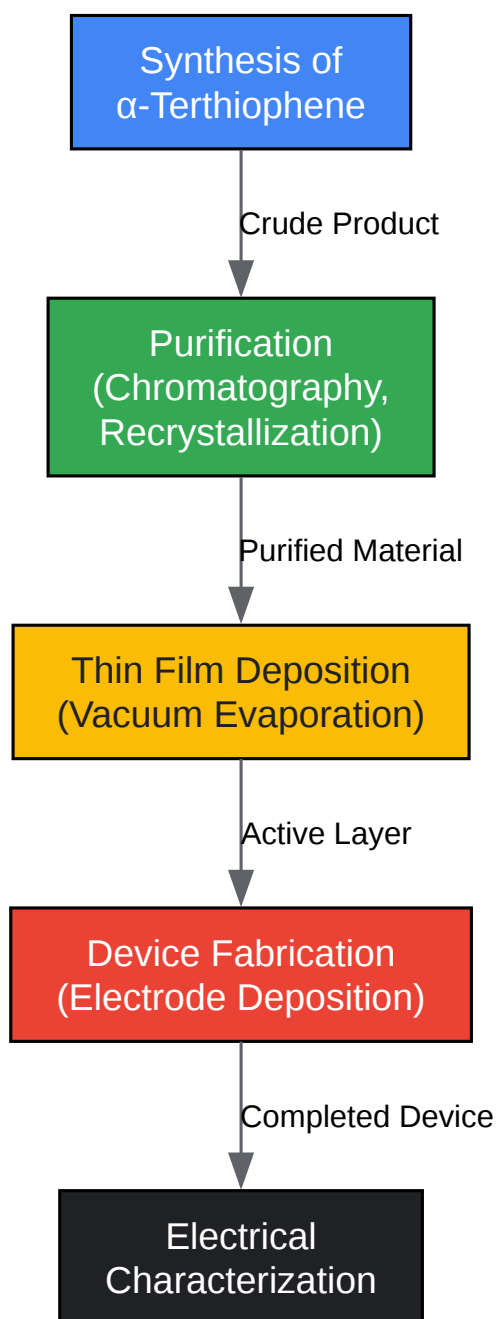 Synthesis of
α-Terthiophene
Crude Product
Purification
(Chromatography,
Recrystallization)
Purified Material
Thin Film Deposition
(Vacuum Evaporation)
Active Layer
Device Fabrication
(Electrode Deposition)
Completed Device
Electrical
Characterization